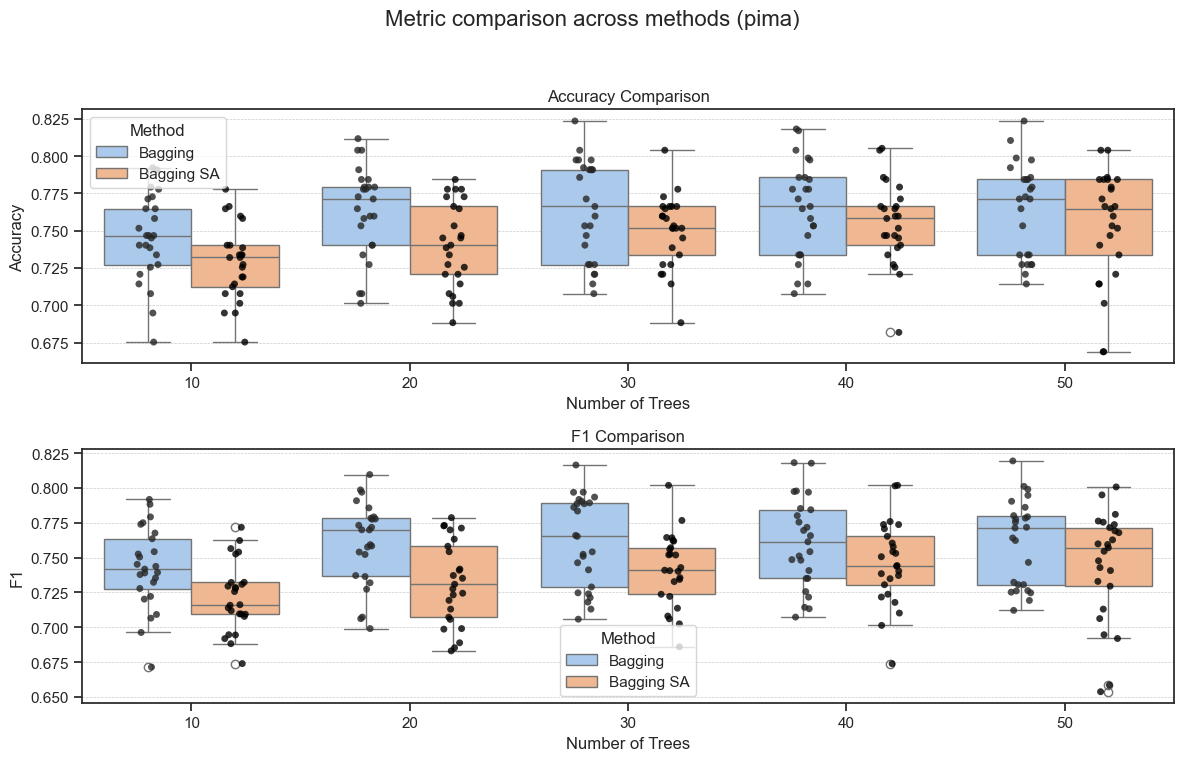 Metric comparison across methods (pima)
Accuracy Comparison
Accuracy
0.825
0.800
0.775
0.750
0.725
0.700
0.675
Method
Bagging
Bagging SA
10 20 30 40 50
Number of Trees
F1 Comparison
F1
0.825
0.800
0.775
0.750
0.725
0.700
0.675
0.650
Method
Bagging
Bagging SA
10 20 30 40 50
Number of Trees